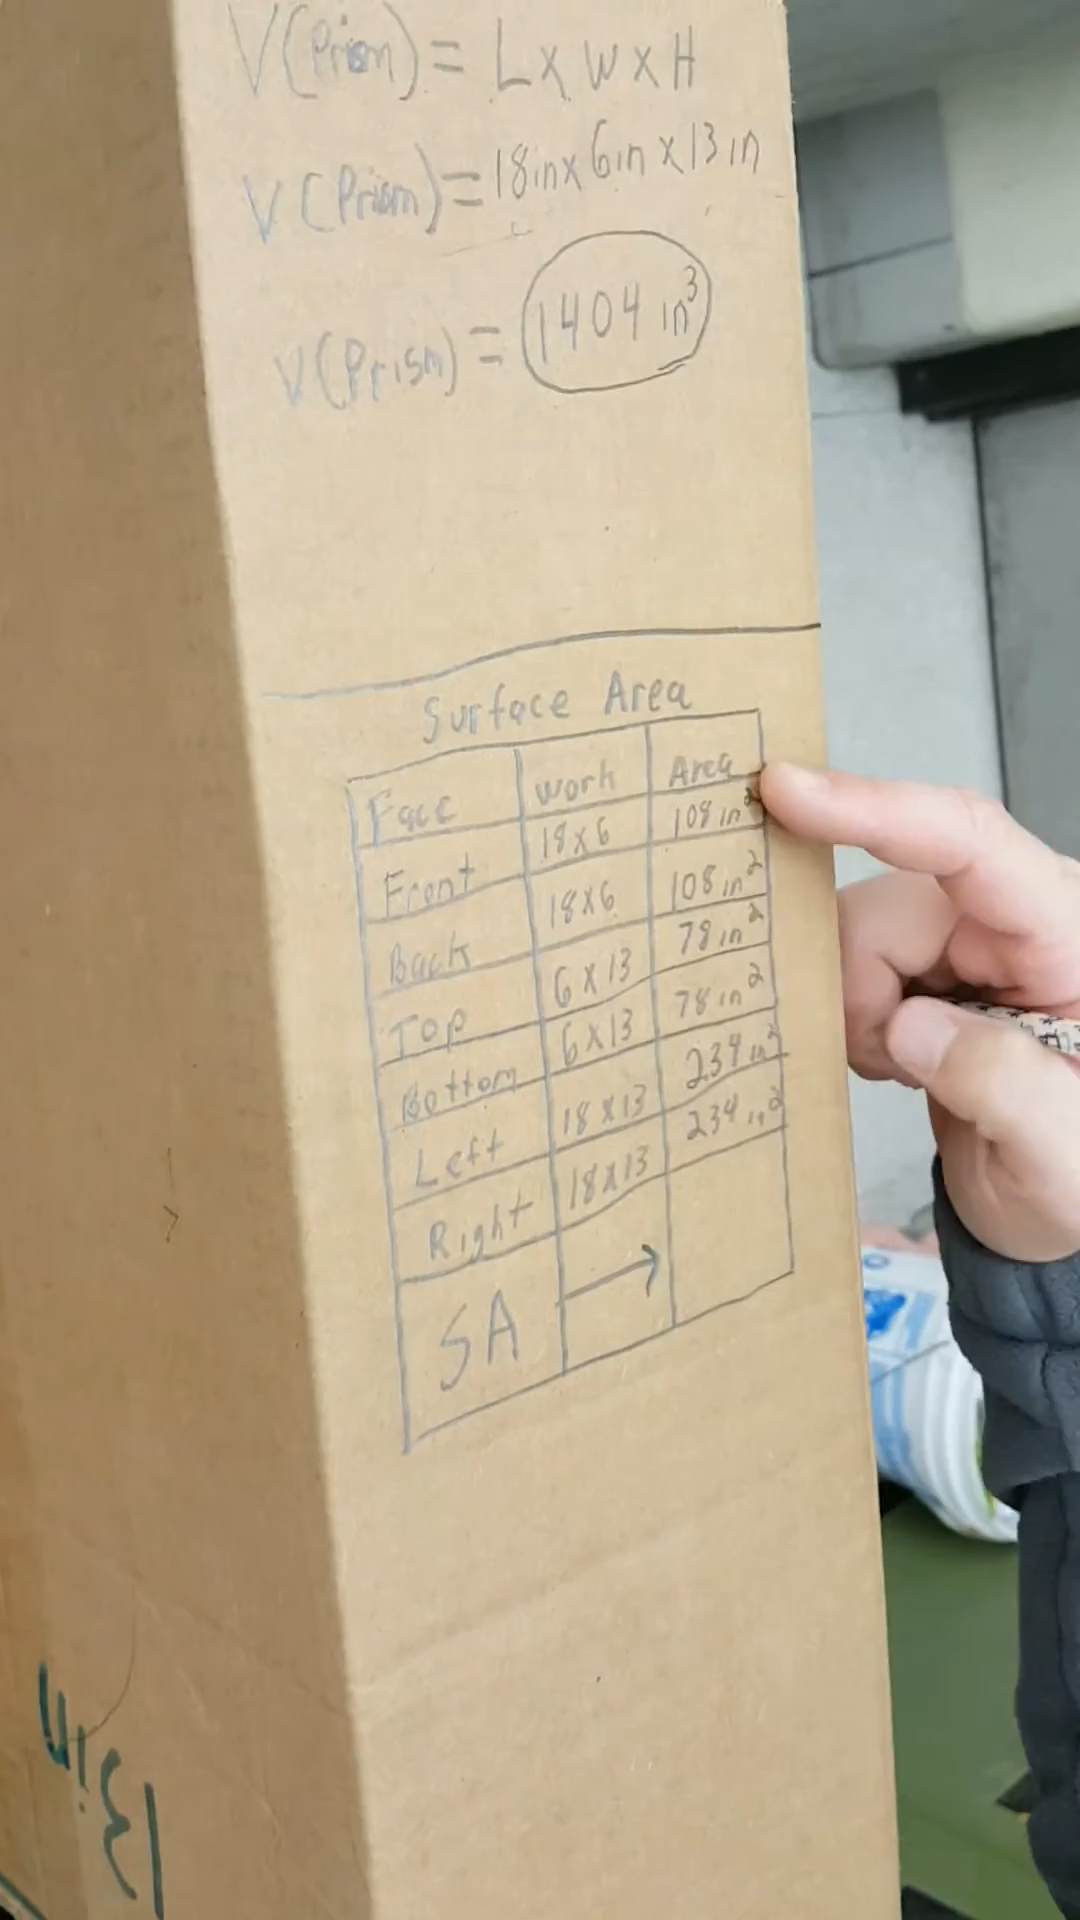 V(Prism) = L x W x H
V(Prism) = 18in x 6in x 13in
V(Prism) = 1404 in³
Surface Area
Face Work Area
Front 18x6 108 in²
Back 18x6 108 in²
Top 6x13 78 in²
Bottom 6x13 78 in²
Left 18x13 234 in²
Right 18x13 234 in²
SA →
13 in